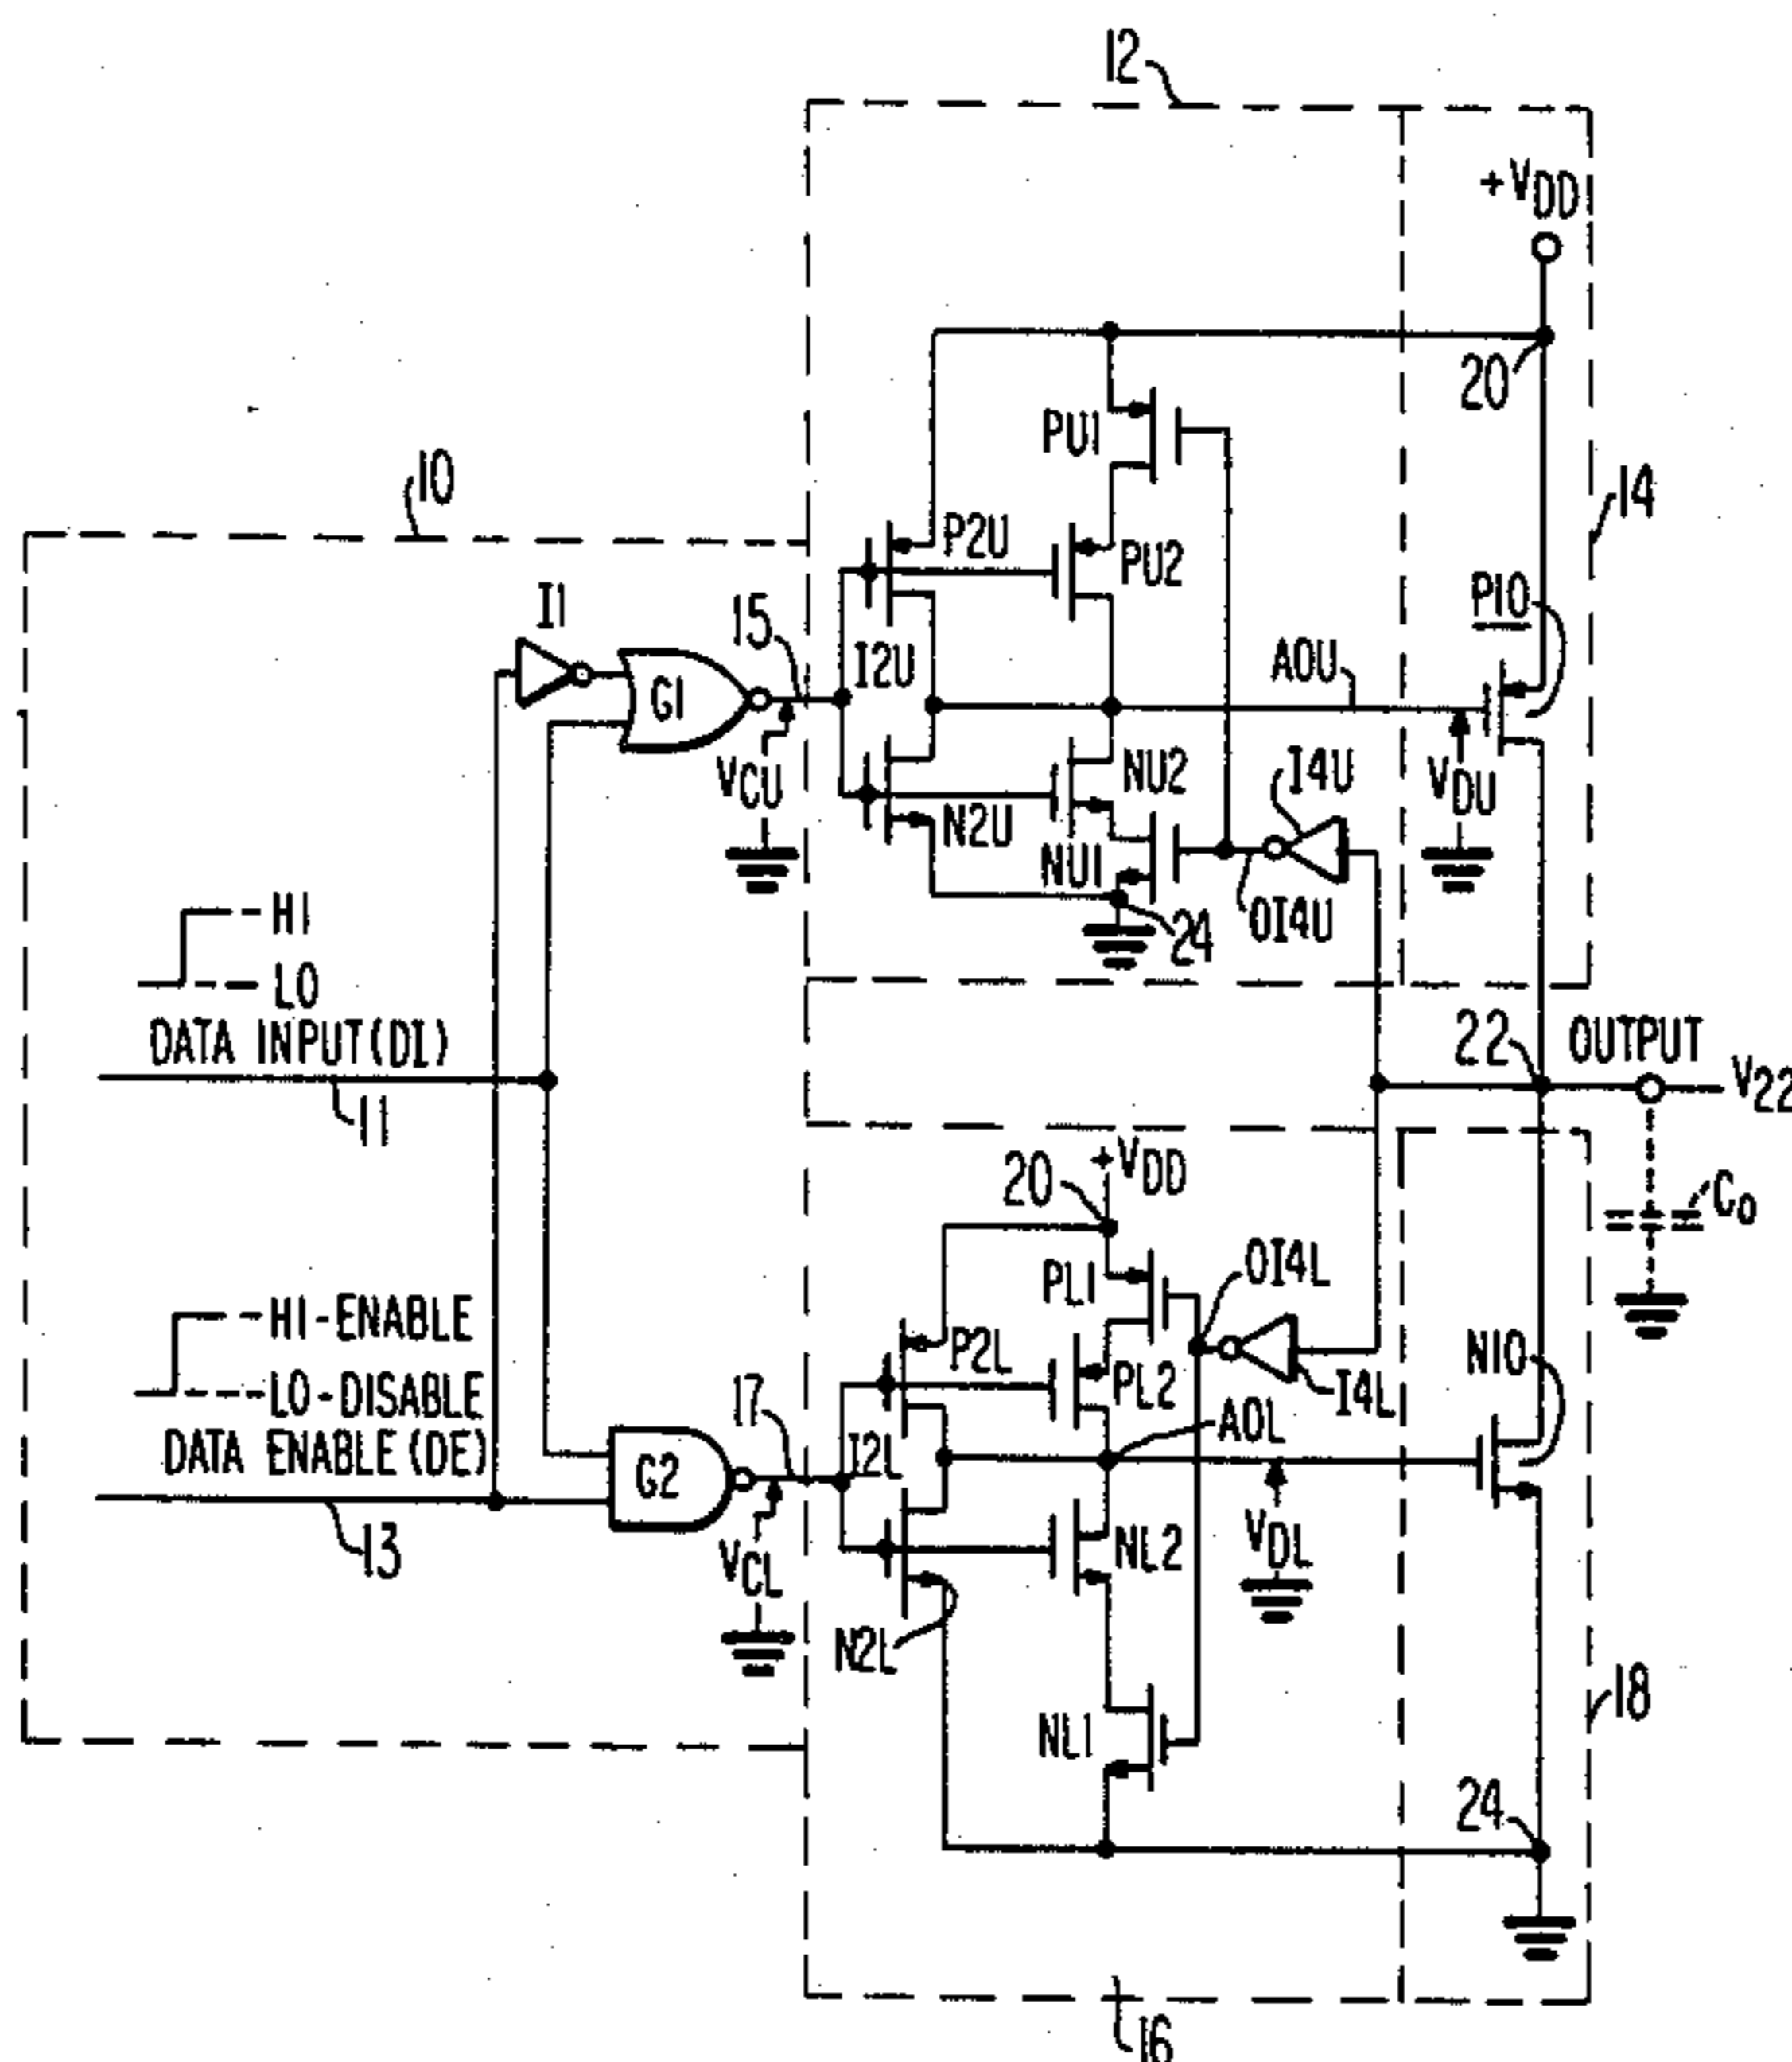 12
+VDD
20
PU1
10
14
P2U
PU2
P10
I1
15
I2U
AOU
G1
VCU
NU2
I4U
VDU
N2U
NU1
24
OI4U
HI
LO
DATA INPUT (DI)
22
OUTPUT
V22
11
+VDD
20
C0
OI4L
PL1
HI-ENABLE
P2L
N10
LO-DISABLE
PL2
I4L
17
DATA ENABLE (DE)
I2L
AOL
G2
13
VCL
NL2
VDL
N2L
18
NL1
24
16